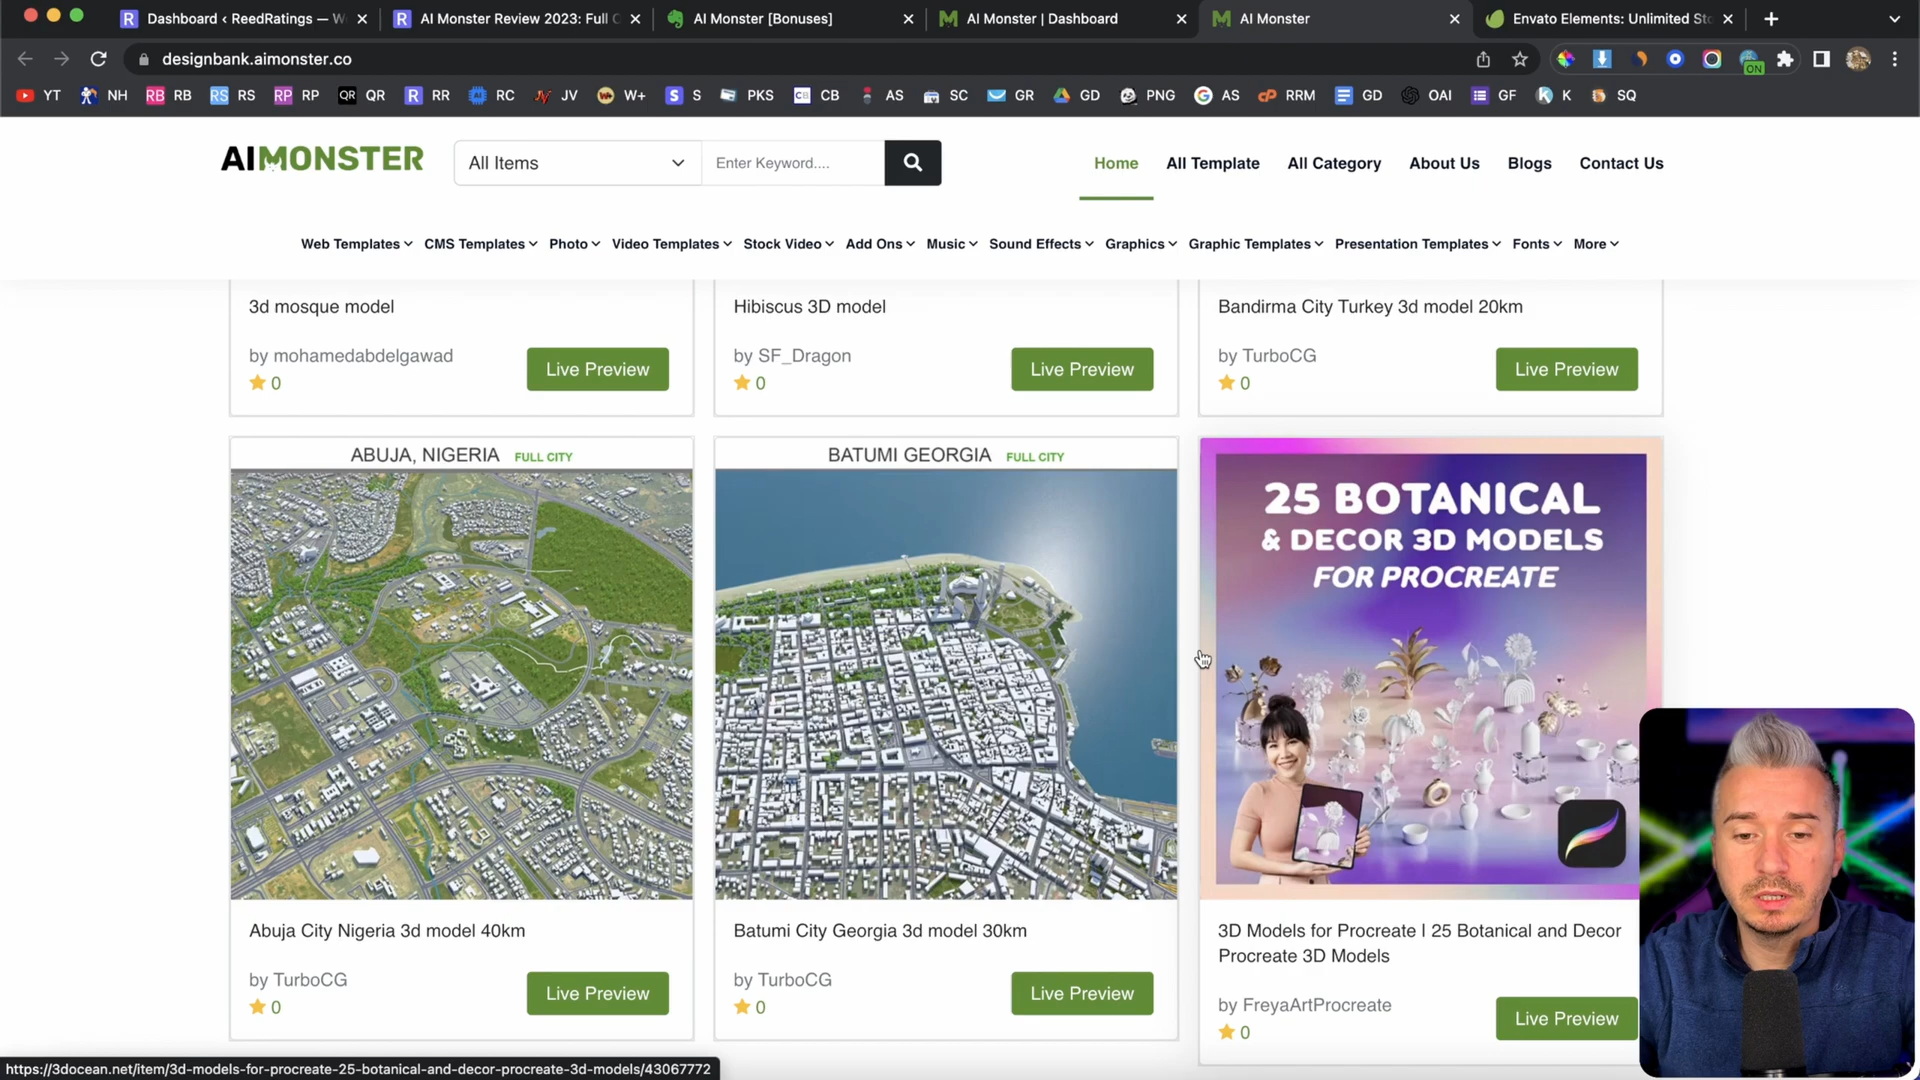 Dashboard ‹ ReedRatings — W
AI Monster Review 2023: Full C
AI Monster [Bonuses]
AI Monster | Dashboard
AI Monster
Envato Elements: Unlimited Sto
designbank.aimonster.co
ON
YT NH RB RB RS RS RP RP QR QR R RR RC JV W+ S S PKS CB CB AS SC GR GD PNG AS cP RRM GD OAI GF K SQ
AIMONSTER
All Items
Enter Keyword....
Home All Template All Category About Us Blogs Contact Us
Web Templates CMS Templates Photo Video Templates Stock Video Add Ons Music Sound Effects Graphics Graphic Templates Presentation Templates Fonts More
3d mosque model
by mohamedabdelgawad
0
Live Preview
Hibiscus 3D model
by SF_Dragon
0
Live Preview
Bandirma City Turkey 3d model 20km
by TurboCG
0
Live Preview
ABUJA, NIGERIA FULL CITY
Abuja City Nigeria 3d model 40km
by TurboCG
0
Live Preview
BATUMI GEORGIA FULL CITY
Batumi City Georgia 3d model 30km
by TurboCG
0
Live Preview
25 BOTANICAL
& DECOR 3D MODELS
FOR PROCREATE
3D Models for Procreate | 25 Botanical and Decor
Procreate 3D Models
by FreyaArtProcreate
0
Live Preview
https://3docean.net/item/3d-models-for-procreate-25-botanical-and-decor-procreate-3d-models/43067772